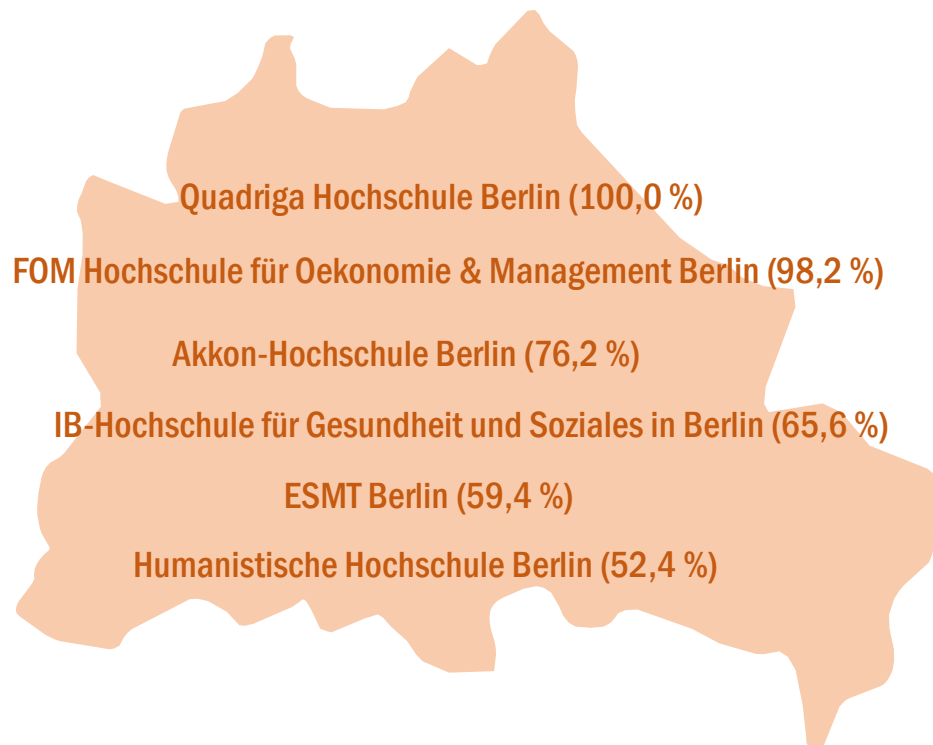 Quadriga Hochschule Berlin (100,0 %)
FOM Hochschule für Oekonomie & Management Berlin (98,2 %)
Akkon-Hochschule Berlin (76,2 %)
IB-Hochschule für Gesundheit und Soziales in Berlin (65,6 %)
ESMT Berlin (59,4 %)
Humanistische Hochschule Berlin (52,4 %)